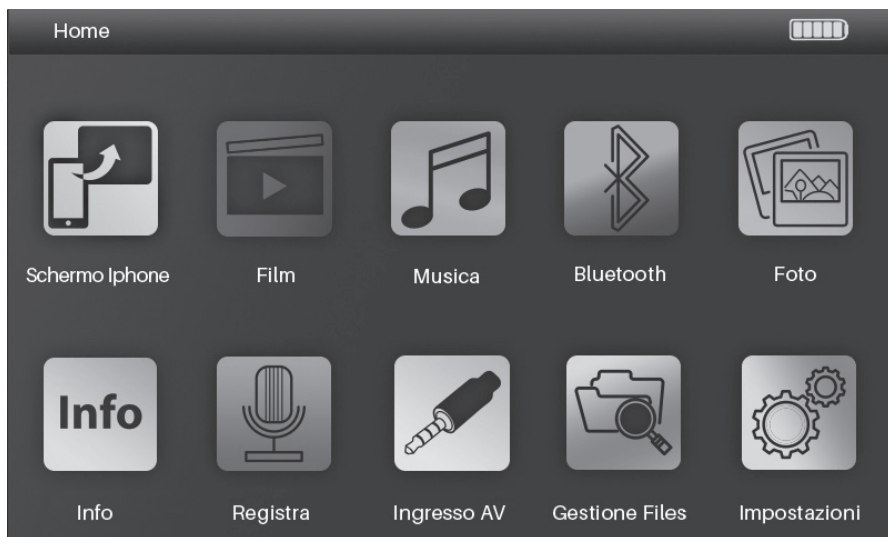 Home
Schermo Iphone
Film
Musica
Bluetooth
Foto
Info
Info
Registra
Ingresso AV
Gestione Files
Impostazioni